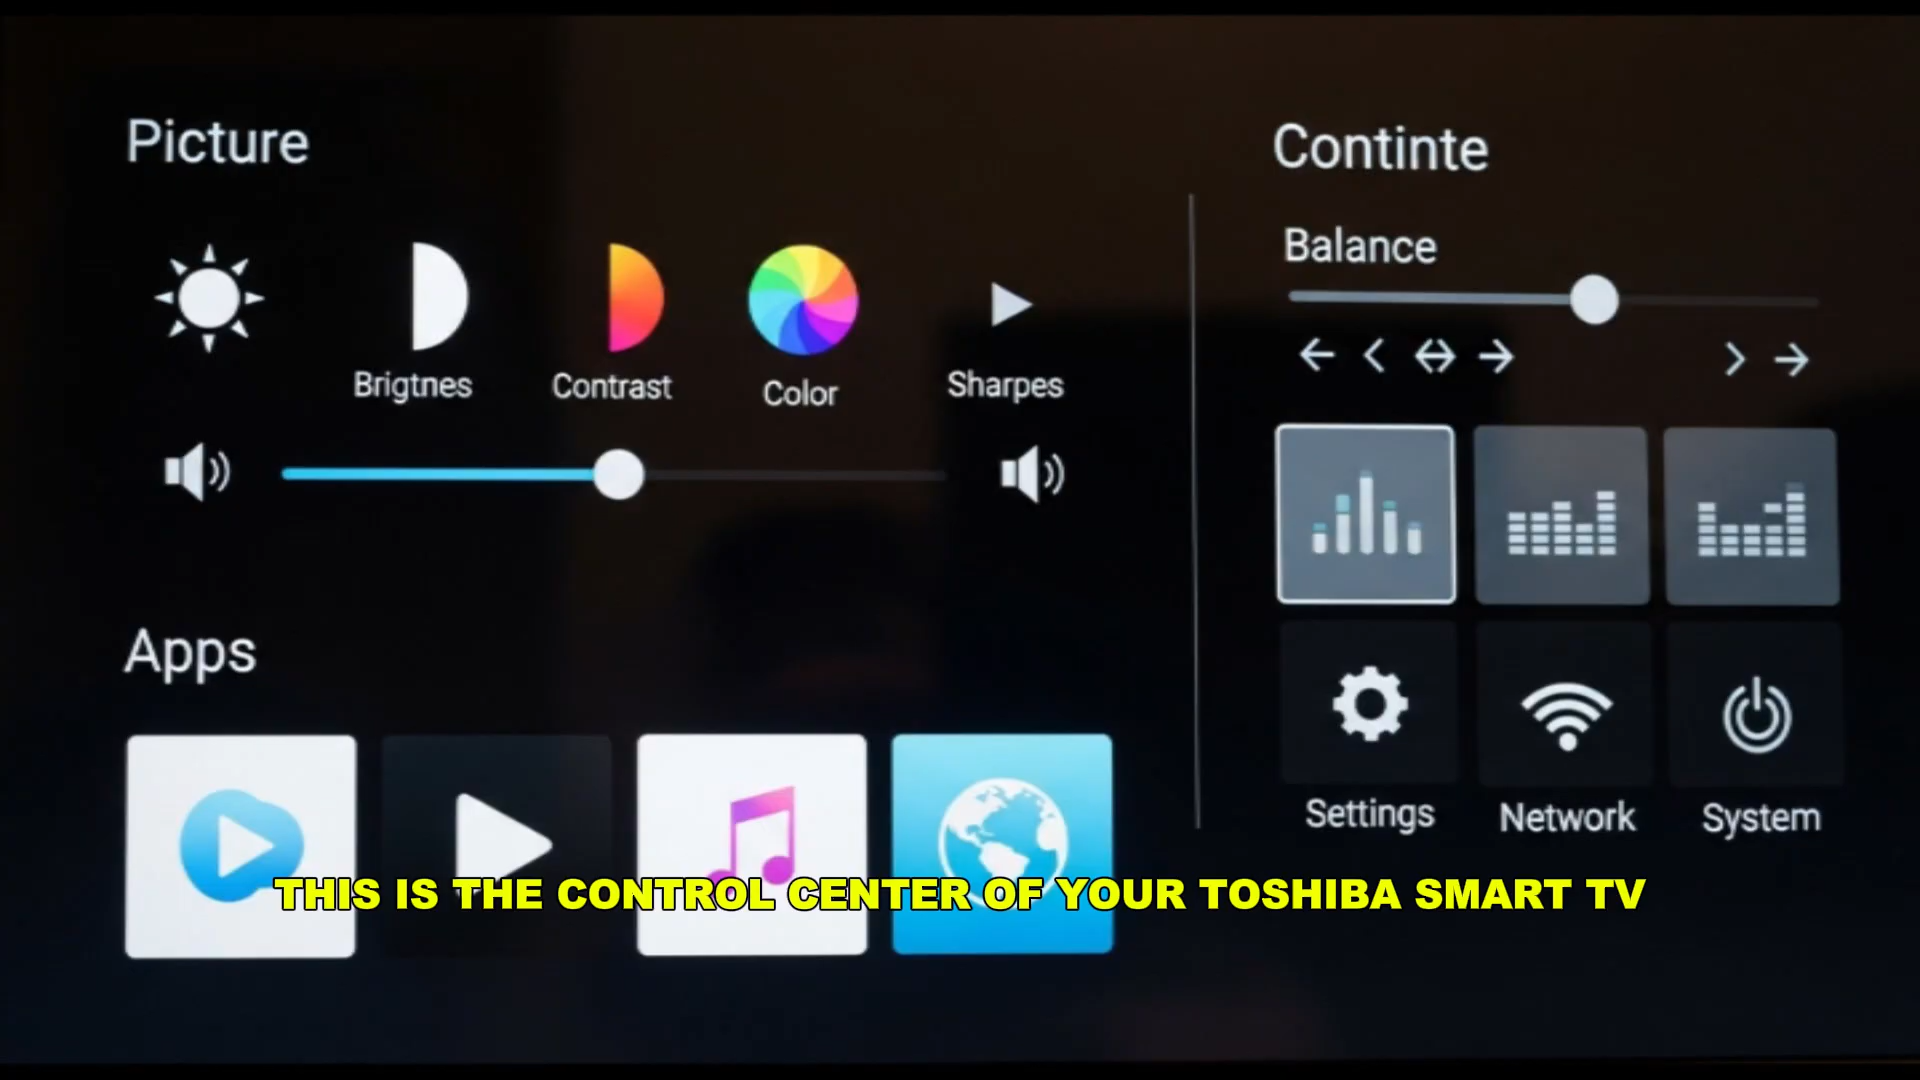 Picture
Brigtnes
Contrast
Color
Sharpes
Continte
Balance
Apps
Settings
Network
System
THIS IS THE CONTROL CENTER OF YOUR TOSHIBA SMART TV